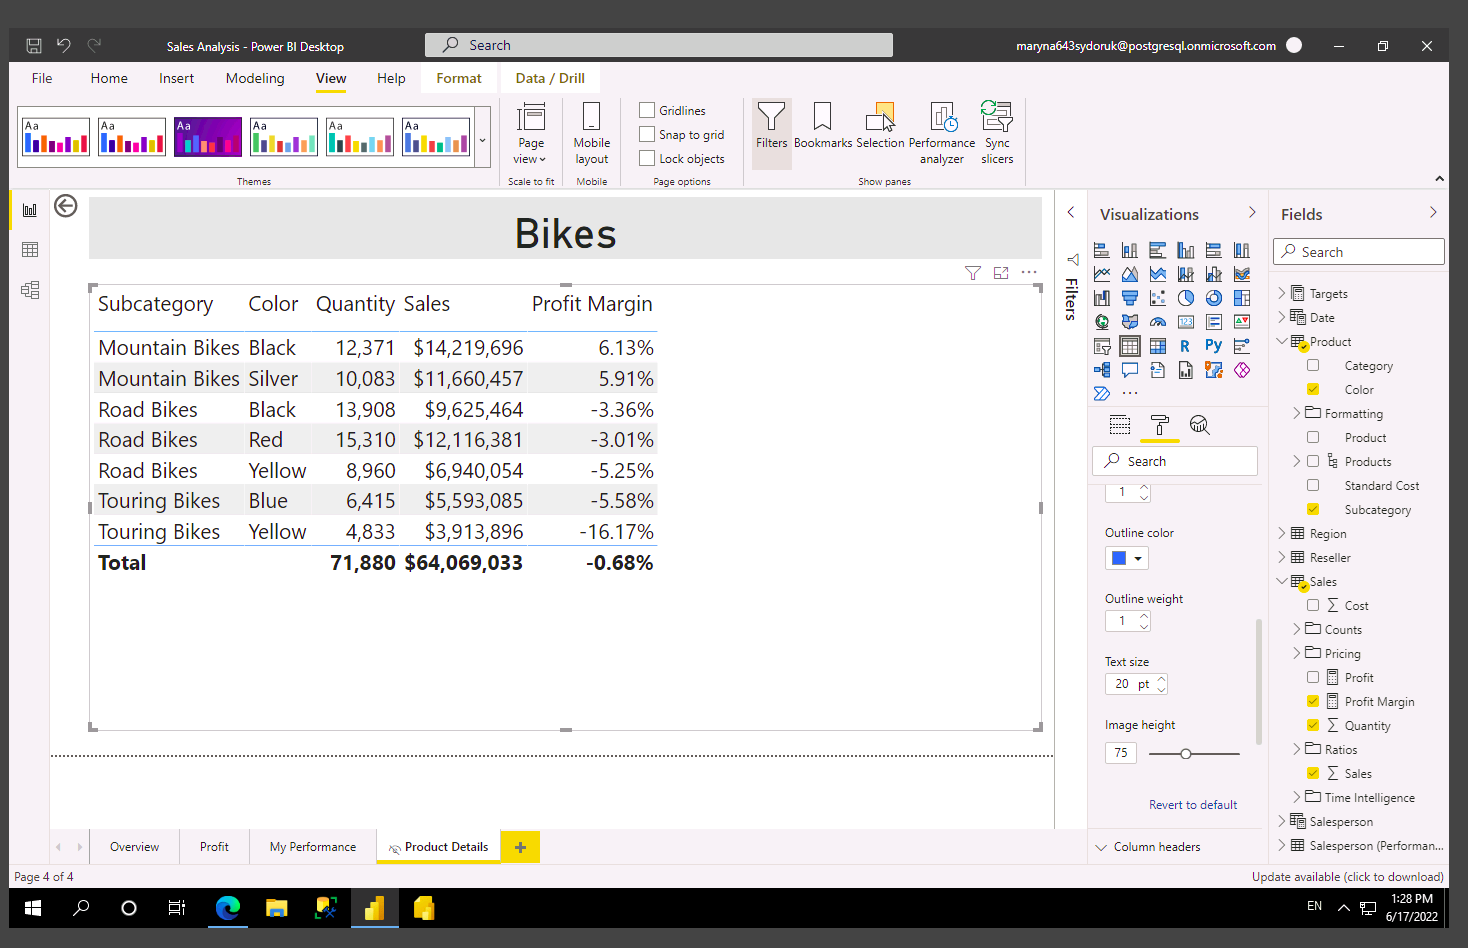 Sales Analysis - Power BI Desktop
Search
maryna643sydoruk@postgresql.onmicrosoft.com
File Home Insert Modeling View Help Format Data / Drill
Aa Aa Aa Aa Aa Aa
Page view
Mobile layout
Gridlines
Snap to grid
Lock objects
Filters Bookmarks Selection Performance analyzer Sync slicers
Themes Scale to fit Mobile Page options Show panes
Bikes
Subcategory Color Quantity Sales Profit Margin
Mountain Bikes Black 12,371 $14,219,696 6.13%
Mountain Bikes Silver 10,083 $11,660,457 5.91%
Road Bikes Black 13,908 $9,625,464 -3.36%
Road Bikes Red 15,310 $12,116,381 -3.01%
Road Bikes Yellow 8,960 $6,940,054 -5.25%
Touring Bikes Blue 6,415 $5,593,085 -5.58%
Touring Bikes Yellow 4,833 $3,913,896 -16.17%
Total 71,880 $64,069,033 -0.68%
Filters
Visualizations
123
R Py
Search
1
Outline color
Outline weight
1
Text size
20 pt
Image height
75
Revert to default
Column headers
Fields
Search
Targets
Date
Product
Category
Color
Formatting
Product
Products
Standard Cost
Subcategory
Region
Reseller
Sales
Cost
Counts
Pricing
Profit
Profit Margin
Quantity
Ratios
Sales
Time Intelligence
Salesperson
Salesperson (Performan...
Overview Profit My Performance Product Details
Page 4 of 4
Update available (click to download)
EN
1:28 PM
6/17/2022